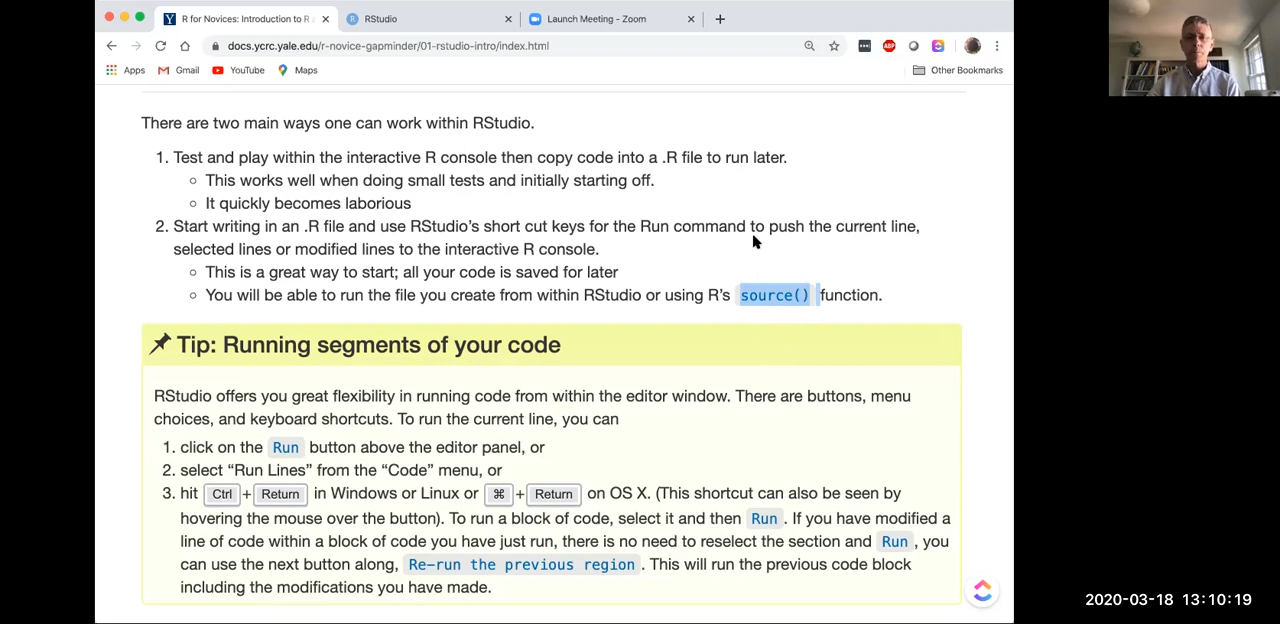 R for Novices: Introduction to R a
RStudio
Launch Meeting - Zoom
docs.ycrc.yale.edu/r-novice-gapminder/01-rstudio-intro/index.html
ABP
Apps
Gmail
YouTube
Maps
Other Bookmarks
There are two main ways one can work within RStudio.
1. Test and play within the interactive R console then copy code into a .R file to run later.
This works well when doing small tests and initially starting off.
It quickly becomes laborious
2. Start writing in an .R file and use RStudio’s short cut keys for the Run command to push the current line,
selected lines or modified lines to the interactive R console.
This is a great way to start; all your code is saved for later
You will be able to run the file you create from within RStudio or using R’s source() function.
Tip: Running segments of your code
RStudio offers you great flexibility in running code from within the editor window. There are buttons, menu
choices, and keyboard shortcuts. To run the current line, you can
1. click on the Run button above the editor panel, or
2. select “Run Lines” from the “Code” menu, or
3. hit Ctrl + Return in Windows or Linux or ⌘ + Return on OS X. (This shortcut can also be seen by
hovering the mouse over the button). To run a block of code, select it and then Run . If you have modified a
line of code within a block of code you have just run, there is no need to reselect the section and Run , you
can use the next button along, Re-run the previous region . This will run the previous code block
including the modifications you have made.
2020-03-18 13:10:19